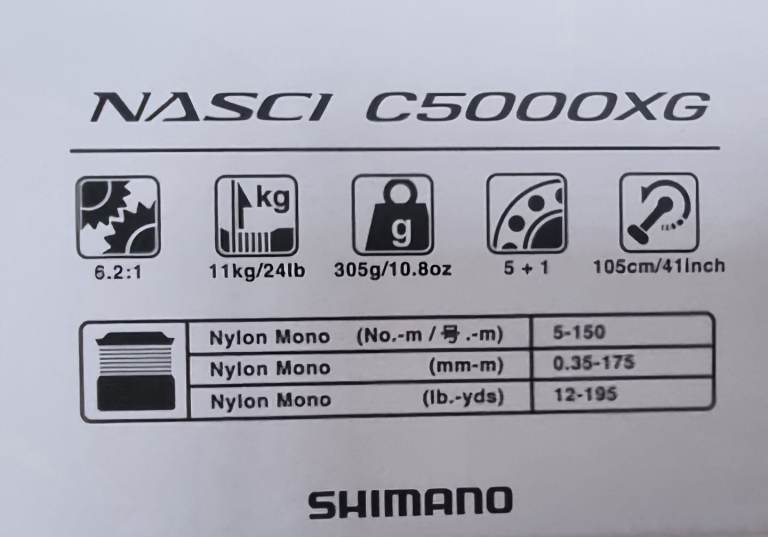 NASCI C5000XG
kg
g
6.2:1 11kg/24lb 305g/10.8oz 5 + 1 105cm/41inch
Nylon Mono (No.-m / 号.-m) 5-150
Nylon Mono (mm-m) 0.35-175
Nylon Mono (lb.-yds) 12-195
SHIMANO